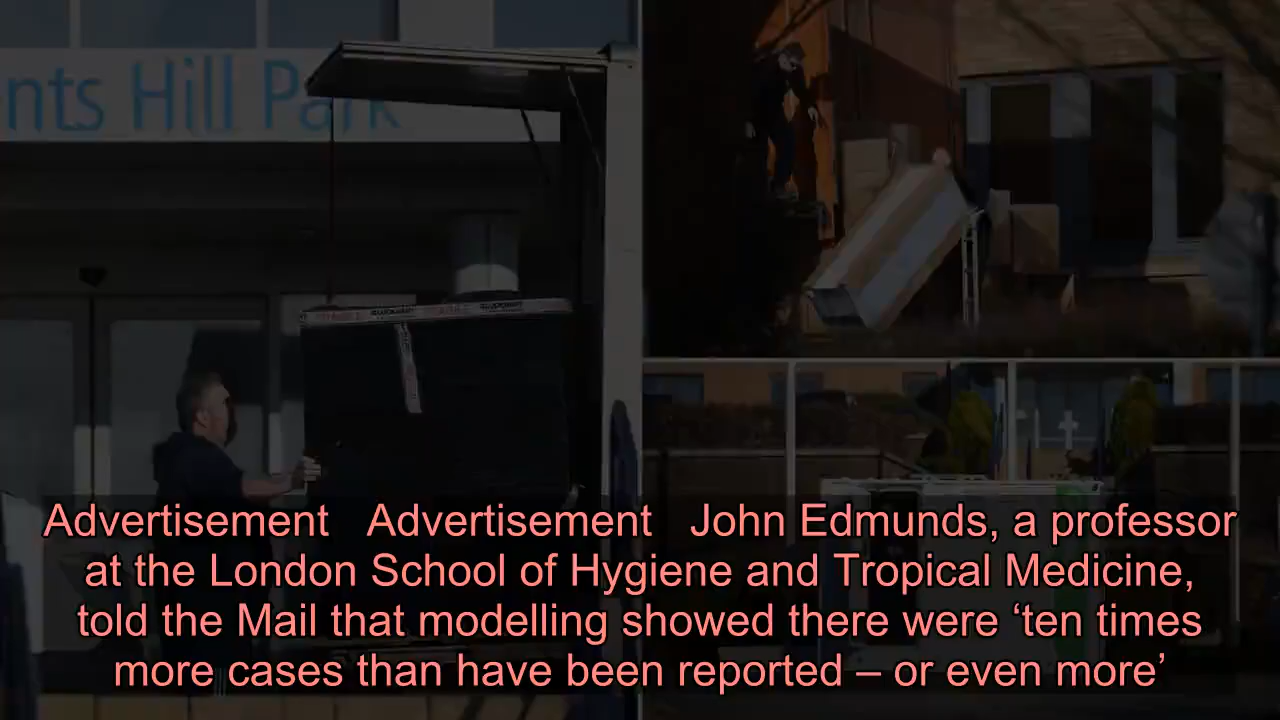 nts Hill Park
Advertisement Advertisement John Edmunds, a professor
at the London School of Hygiene and Tropical Medicine,
told the Mail that modelling showed there were ‘ten times
more cases than have been reported – or even more’